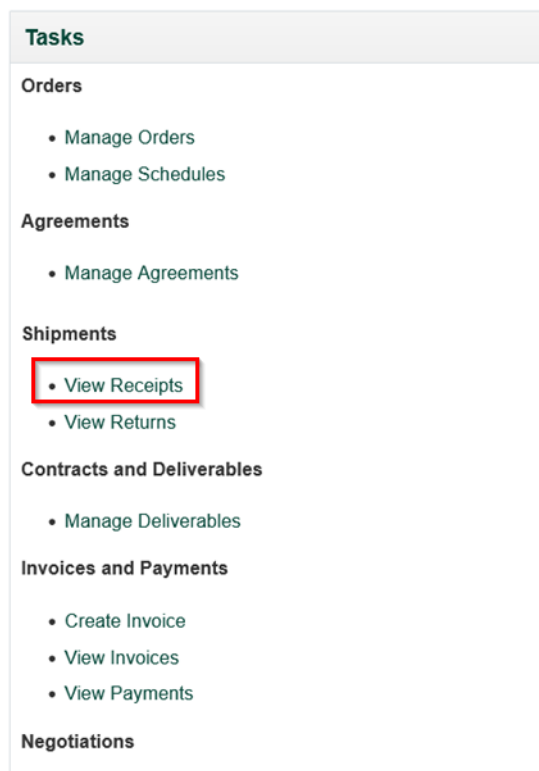 Tasks
Orders
• Manage Orders
• Manage Schedules
Agreements
• Manage Agreements
Shipments
• View Receipts
• View Returns
Contracts and Deliverables
• Manage Deliverables
Invoices and Payments
• Create Invoice
• View Invoices
• View Payments
Negotiations